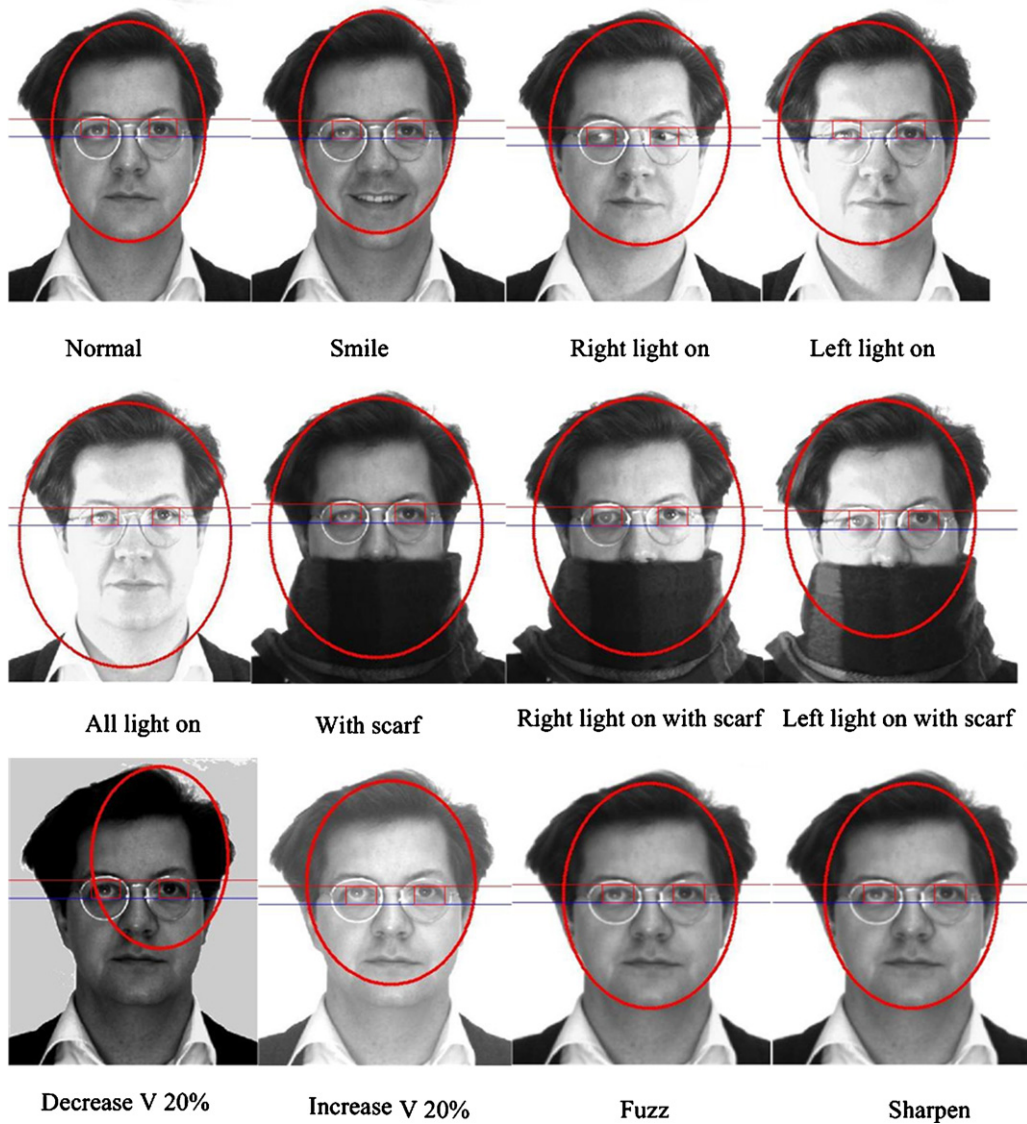 Normal
Smile
Right light on
Left light on
All light on
With scarf
Right light on with scarf
Left light on with scarf
Decrease V 20%
Increase V 20%
Fuzz
Sharpen